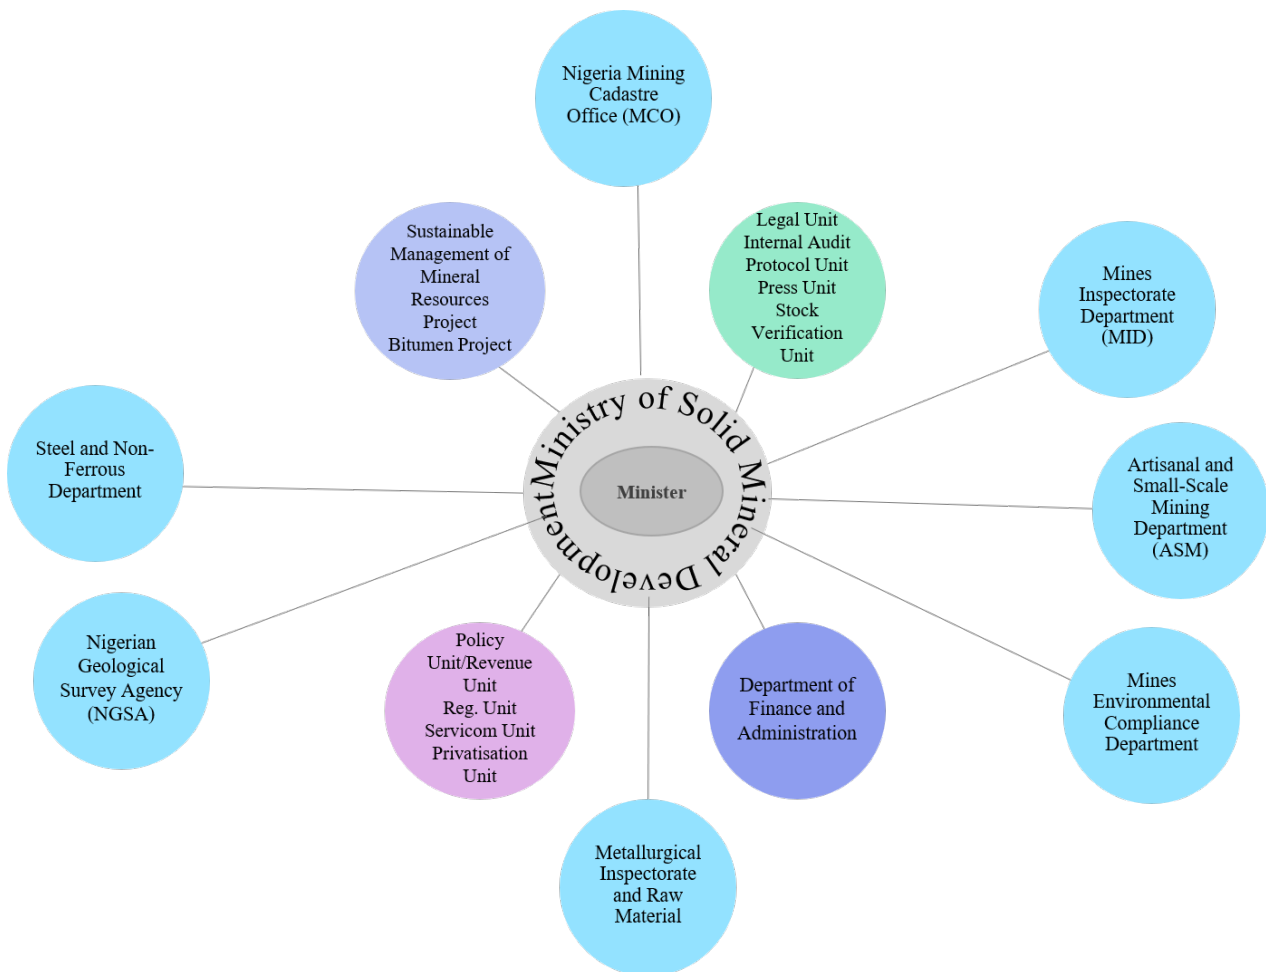 Nigeria Mining
Cadastre
Office (MCO)
Sustainable
Management of
Mineral
Resources
Project
Bitumen Project
Legal Unit
Internal Audit
Protocol Unit
Press Unit
Stock
Verification
Unit
Mines
Inspectorate
Department
(MID)
Steel and Non-
Ferrous
Department
Ministry of Solid Mineral Development
Minister
Artisanal and
Small-Scale
Mining
Department
(ASM)
Nigerian
Geological
Survey Agency
(NGSA)
Policy
Unit/Revenue
Unit
Reg. Unit
Servicom Unit
Privatisation
Unit
Department of
Finance and
Administration
Mines
Environmental
Compliance
Department
Metallurgical
Inspectorate
and Raw
Material